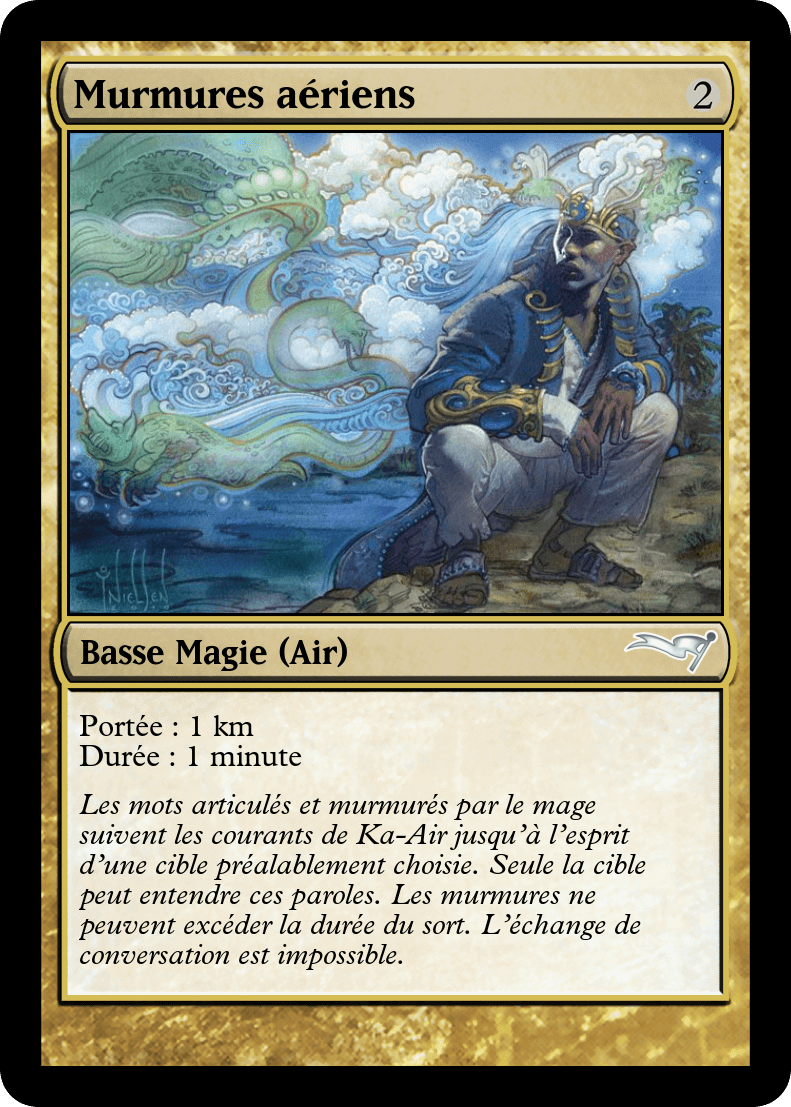 Murmures aériens
2
NIELSEN
Basse Magie (Air)
Portée : 1 km
Durée : 1 minute
Les mots articulés et murmurés par le mage
suivent les courants de Ka-Air jusqu'à l'esprit
d'une cible préalablement choisie. Seule la cible
peut entendre ces paroles. Les murmures ne
peuvent excéder la durée du sort. L'échange de
conversation est impossible.